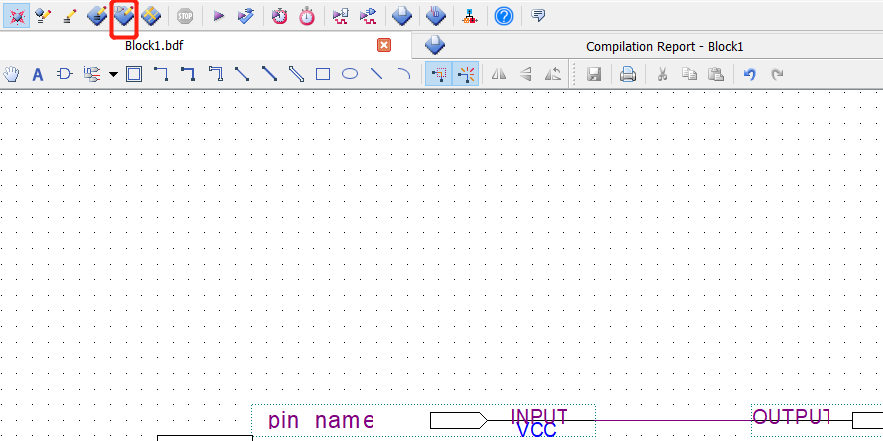 STOP
Block1.bdf
Compilation Report - Block1
A
pin_name
INPUT
VCC
OUTPUT